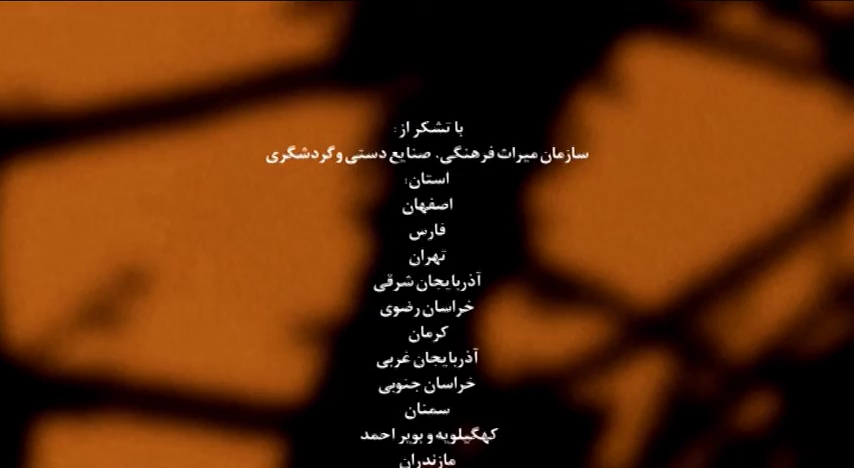 با تشکر از:
سازمان میراث فرهنگی، صنایع دستی و گردشگری
استان:
اصفهان
فارس
تهران
آذربایجان شرقی
خراسان رضوی
کرمان
آذربایجان غربی
خراسان جنوبی
سمنان
کهگیلویه و بویر احمد
مازندران